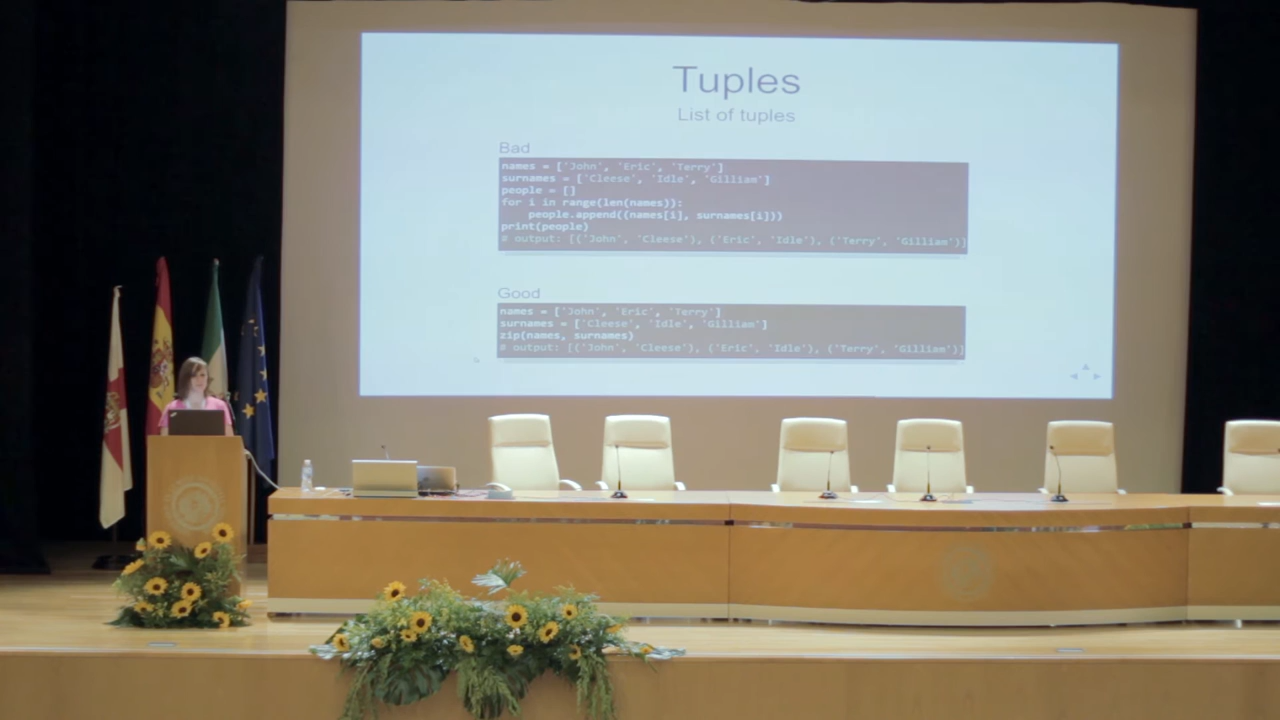 Tuples
List of tuples
Bad
names = ['John', 'Eric', 'Terry']
surnames = ['Cleese', 'Idle', 'Gilliam']
people = []
for i in range(len(names)):
    people.append((names[i], surnames[i]))
print(people)
# output: [('John', 'Cleese'), ('Eric', 'Idle'), ('Terry', 'Gilliam')]
Good
names = ['John', 'Eric', 'Terry']
surnames = ['Cleese', 'Idle', 'Gilliam']
zip(names, surnames)
# output: [('John', 'Cleese'), ('Eric', 'Idle'), ('Terry', 'Gilliam')]